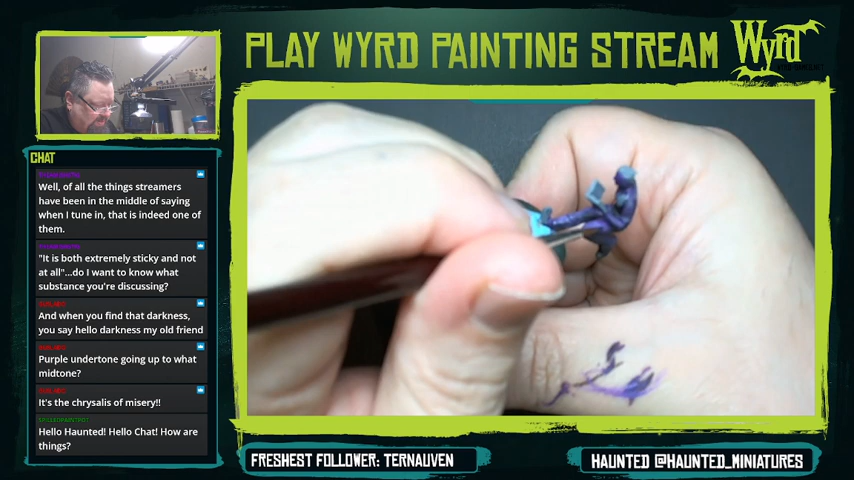 PLAY WYRD PAINTING STREAM
Wyrd
CHAT
Well, of all the things streamers
have been in the middle of saying
when I tune in, that is indeed one of
them.
"It is both extremely sticky and not
at all"...do I want to know what
substance you're discussing?
And when you find that darkness,
you say hello darkness my old friend
Purple undertone going up to what
midtone?
It's the chrysalis of misery!!
Hello Haunted! Hello Chat! How are
things?
FRESHEST FOLLOWER: TERNAUVEN
HAUNTED @HAUNTED_MINIATURES